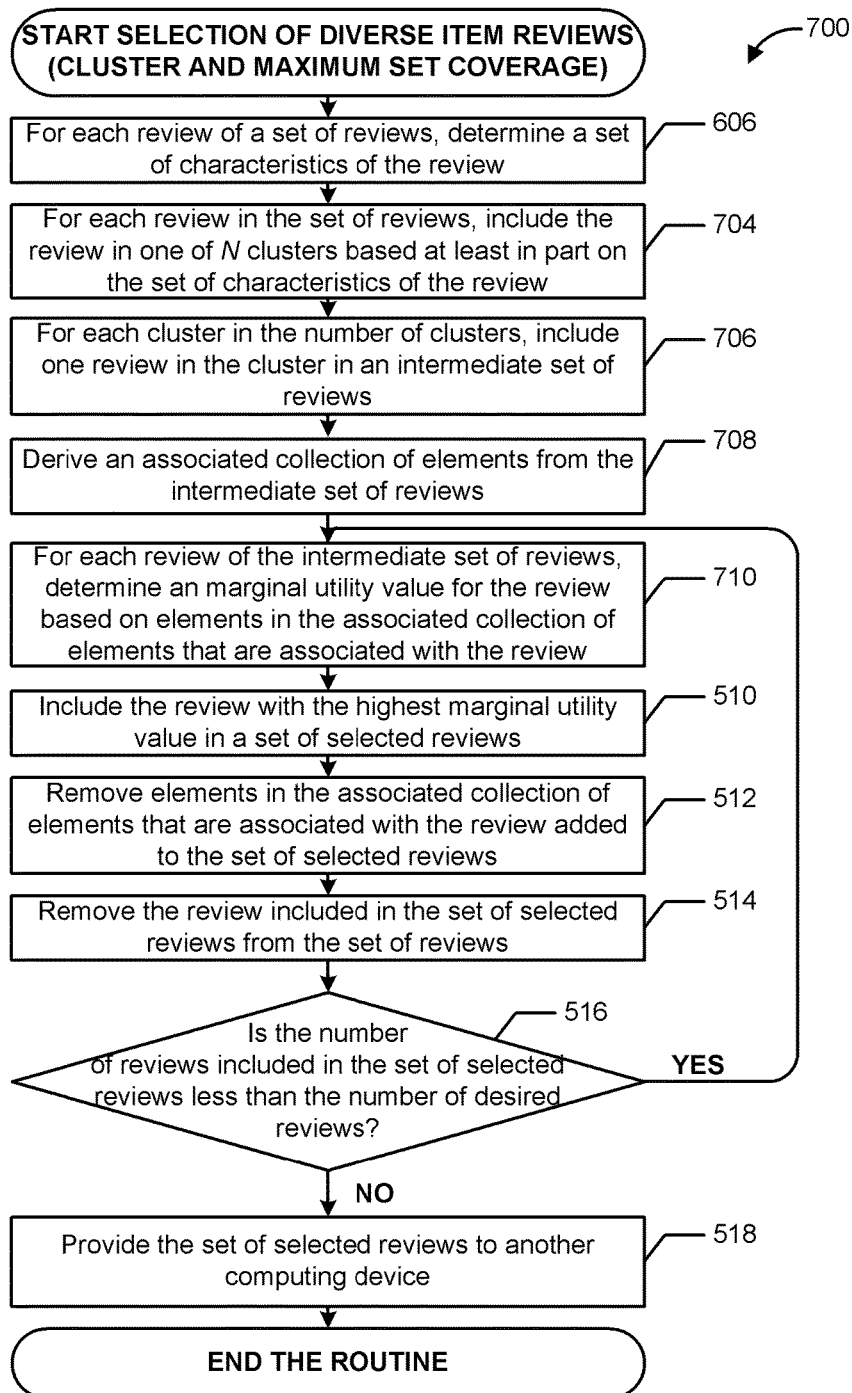 START SELECTION OF DIVERSE ITEM REVIEWS
(CLUSTER AND MAXIMUM SET COVERAGE)
700
For each review of a set of reviews, determine a set
of characteristics of the review
606
For each review in the set of reviews, include the
review in one of N clusters based at least in part on
the set of characteristics of the review
704
For each cluster in the number of clusters, include
one review in the cluster in an intermediate set of
reviews
706
Derive an associated collection of elements from the
intermediate set of reviews
708
For each review of the intermediate set of reviews,
determine an marginal utility value for the review
based on elements in the associated collection of
elements that are associated with the review
710
Include the review with the highest marginal utility
value in a set of selected reviews
510
Remove elements in the associated collection of
elements that are associated with the review added
to the set of selected reviews
512
Remove the review included in the set of selected
reviews from the set of reviews
514
Is the number
of reviews included in the set of selected
reviews less than the number of desired
reviews?
516
YES
NO
Provide the set of selected reviews to another
computing device
518
END THE ROUTINE